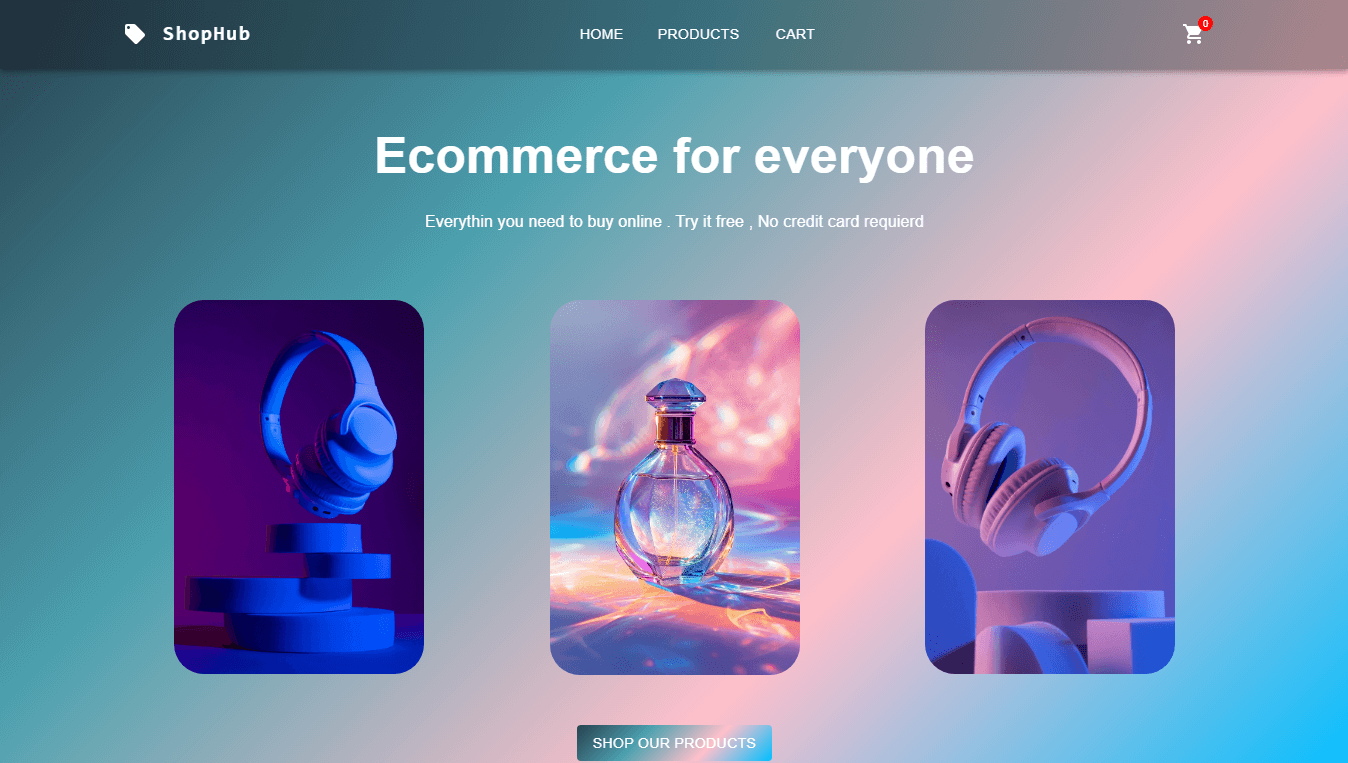 ShopHub
HOME
PRODUCTS
CART
0
Ecommerce for everyone
Everythin you need to buy online . Try it free , No credit card requierd
SHOP OUR PRODUCTS